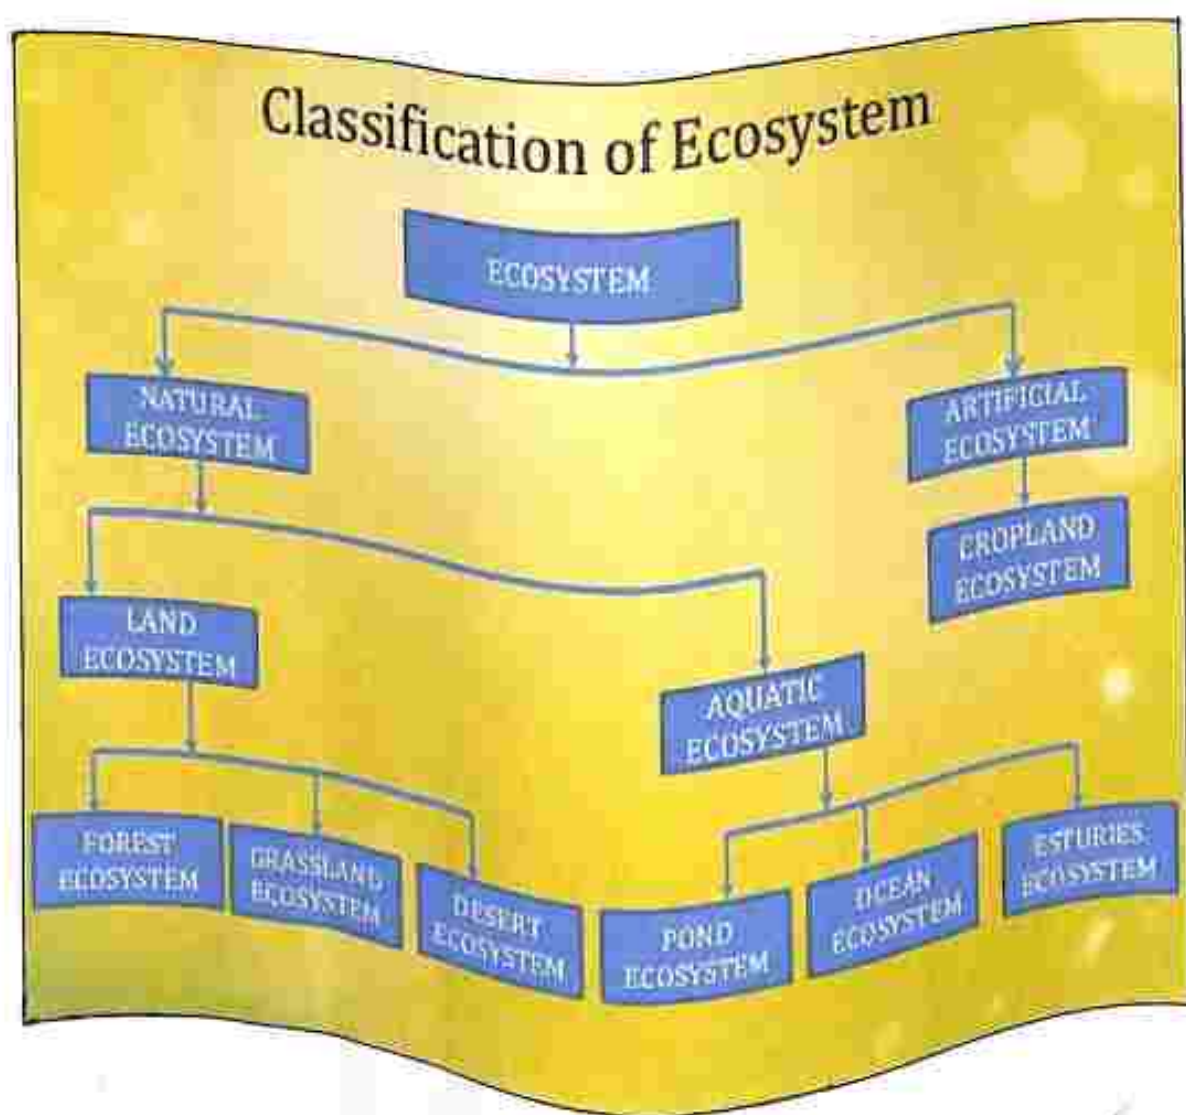 Classification of Ecosystem
ECOSYSTEM
NATURAL
ECOSYSTEM
ARTIFICIAL
ECOSYSTEM
CROPLAND
ECOSYSTEM
LAND
ECOSYSTEM
AQUATIC
ECOSYSTEM
FOREST
ECOSYSTEM
GRASSLAND
ECOSYSTEM
DESERT
ECOSYSTEM
POND
ECOSYSTEM
OCEAN
ECOSYSTEM
ESTURIES
ECOSYSTEM